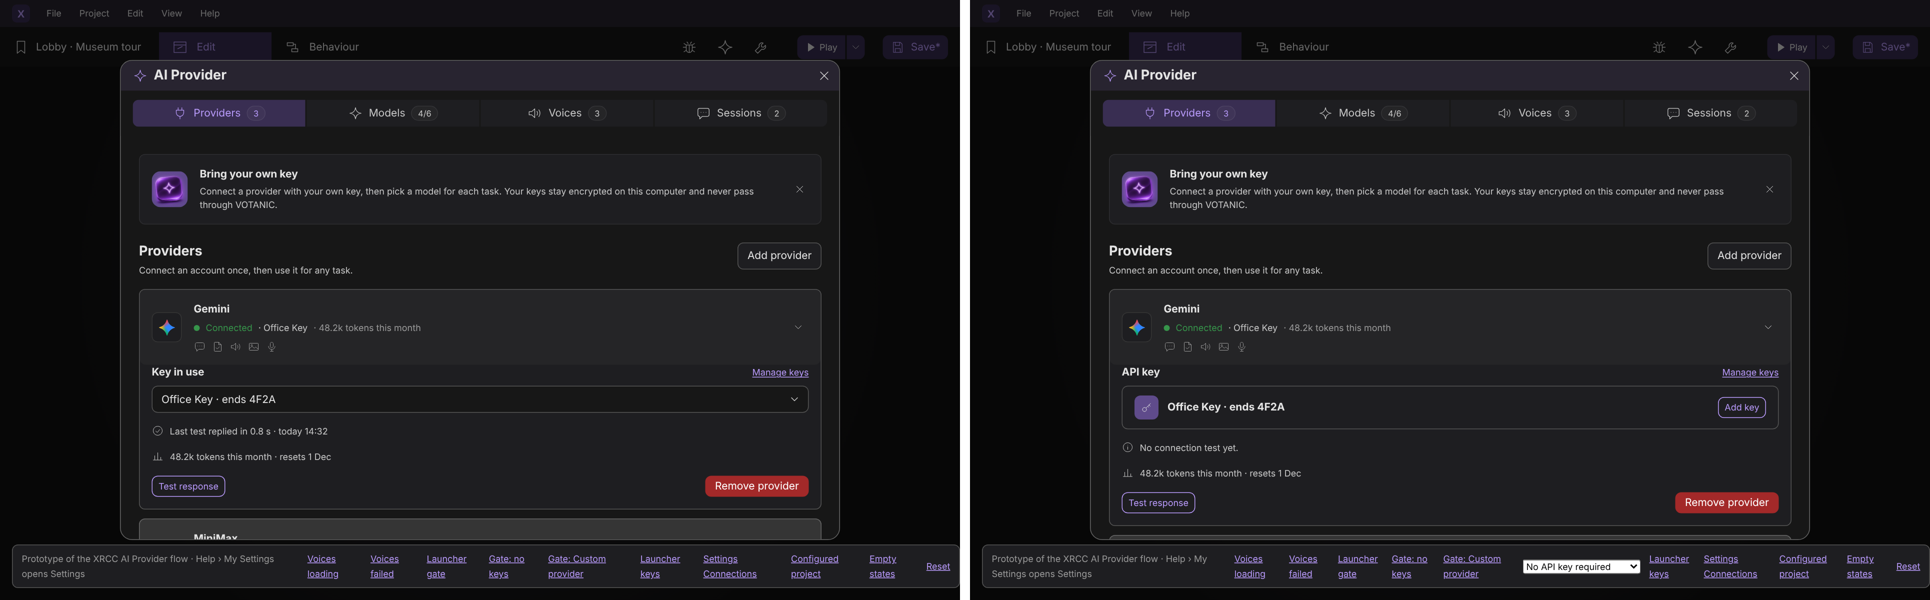 X File Project Edit View Help
Lobby · Museum tour Edit Behaviour Play Save*
AI Provider
Providers 3 Models 4/6 Voices 3 Sessions 2
Bring your own key
Connect a provider with your own key, then pick a model for each task. Your keys stay encrypted on this computer and never pass
through VOTANIC.
Providers
Add provider
Connect an account once, then use it for any task.
Gemini
Connected · Office Key · 48.2k tokens this month
Key in use Manage keys
Office Key · ends 4F2A
Last test replied in 0.8 s · today 14:32
48.2k tokens this month · resets 1 Dec
Test response Remove provider
MiniMax
Prototype of the XRCC AI Provider flow · Help › My Settings
opens Settings
Voices
loading
Voices
failed
Launcher
gate
Gate: no
keys
Gate: Custom
provider
Launcher
keys
Settings
Connections
Configured
project
Empty
states
Reset
X File Project Edit View Help
Lobby · Museum tour Edit Behaviour Play Save*
AI Provider
Providers 3 Models 4/6 Voices 3 Sessions 2
Bring your own key
Connect a provider with your own key, then pick a model for each task. Your keys stay encrypted on this computer and never pass
through VOTANIC.
Providers
Add provider
Connect an account once, then use it for any task.
Gemini
Connected · Office Key · 48.2k tokens this month
API key Manage keys
Office Key · ends 4F2A Add key
No connection test yet.
48.2k tokens this month · resets 1 Dec
Test response Remove provider
Prototype of the XRCC AI Provider flow · Help › My
Settings opens Settings
Voices
loading
Voices
failed
Launcher
gate
Gate: no
keys
Gate: Custom
provider
No API key required
Launcher
keys
Settings
Connections
Configured
project
Empty
states
Reset